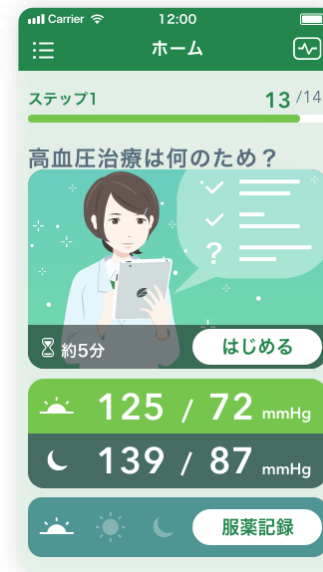 Carrier 12:00
ホーム
ステップ1 13 /14
高血圧治療は何のため？
?
約5分 はじめる
125 / 72 mmHg
139 / 87 mmHg
服薬記録